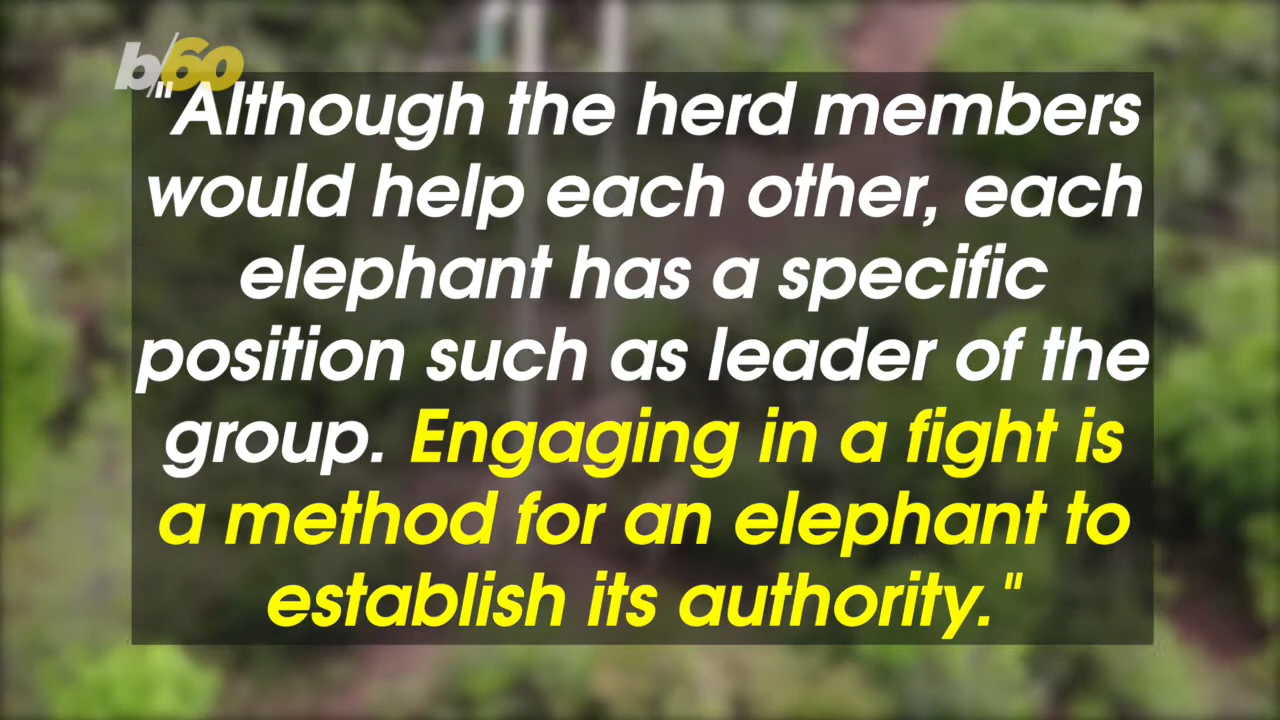 b/60
"Although the herd members
would help each other, each
elephant has a specific
position such as leader of the
group. Engaging in a fight is
a method for an elephant to
establish its authority."